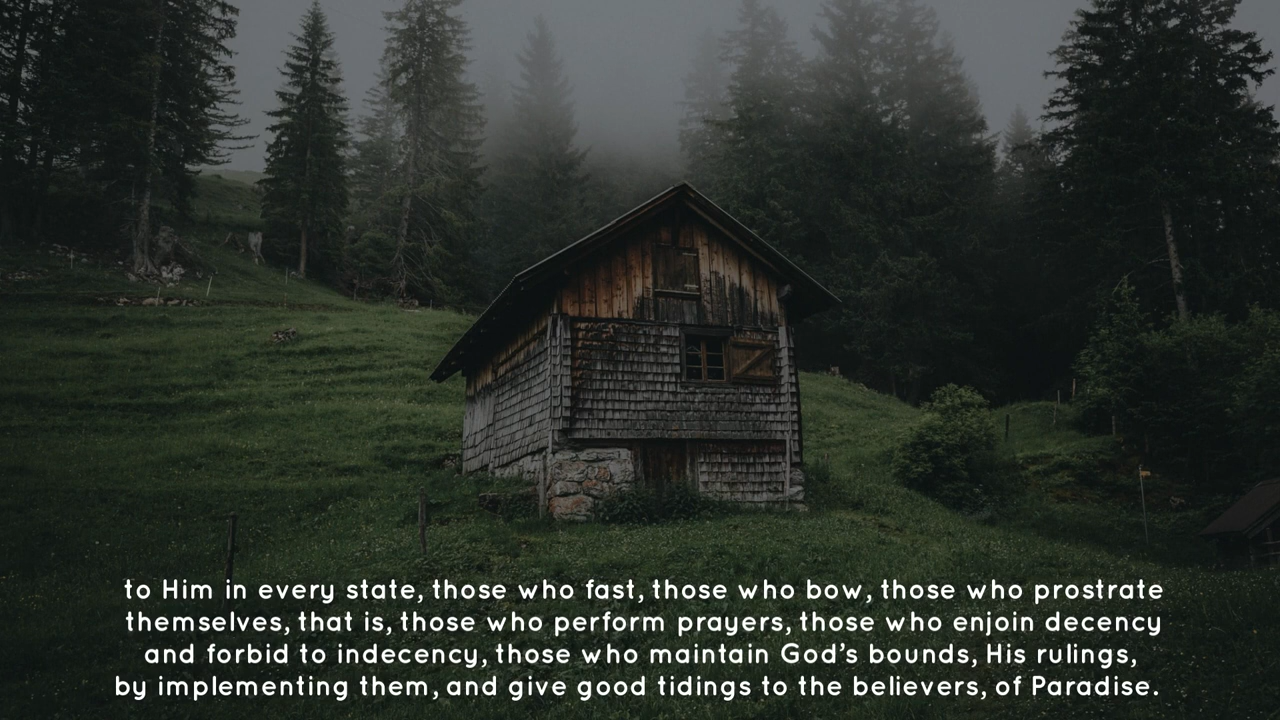 to Him in every state, those who fast, those who bow, those who prostrate
themselves, that is, those who perform prayers, those who enjoin decency
and forbid to indecency, those who maintain God's bounds, His rulings,
by implementing them, and give good tidings to the believers, of Paradise.